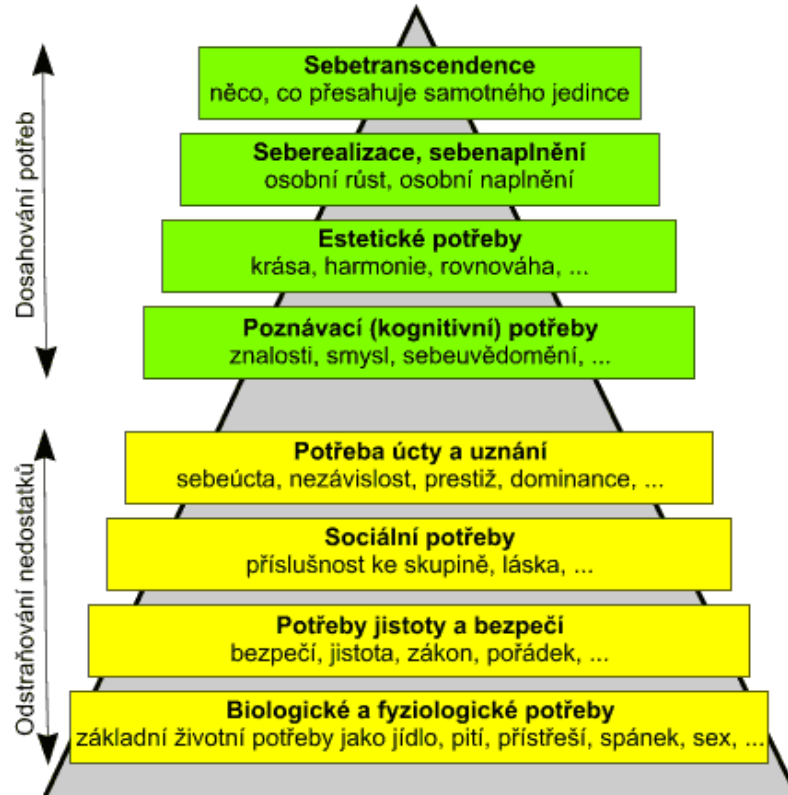 Sebetranscendence
něco, co přesahuje samotného jedince
Seberealizace, sebenaplnění
osobní růst, osobní naplnění
Estetické potřeby
krása, harmonie, rovnováha, ...
Poznávací (kognitivní) potřeby
znalosti, smysl, sebeuvědomění, ...
Dosahování potřeb
Potřeba úcty a uznání
sebeúcta, nezávislost, prestiž, dominance, ...
Sociální potřeby
příslušnost ke skupině, láska, ...
Potřeby jistoty a bezpečí
bezpečí, jistota, zákon, pořádek, ...
Biologické a fyziologické potřeby
základní životní potřeby jako jídlo, pití, přístřeší, spánek, sex, ...
Odstraňování nedostatků